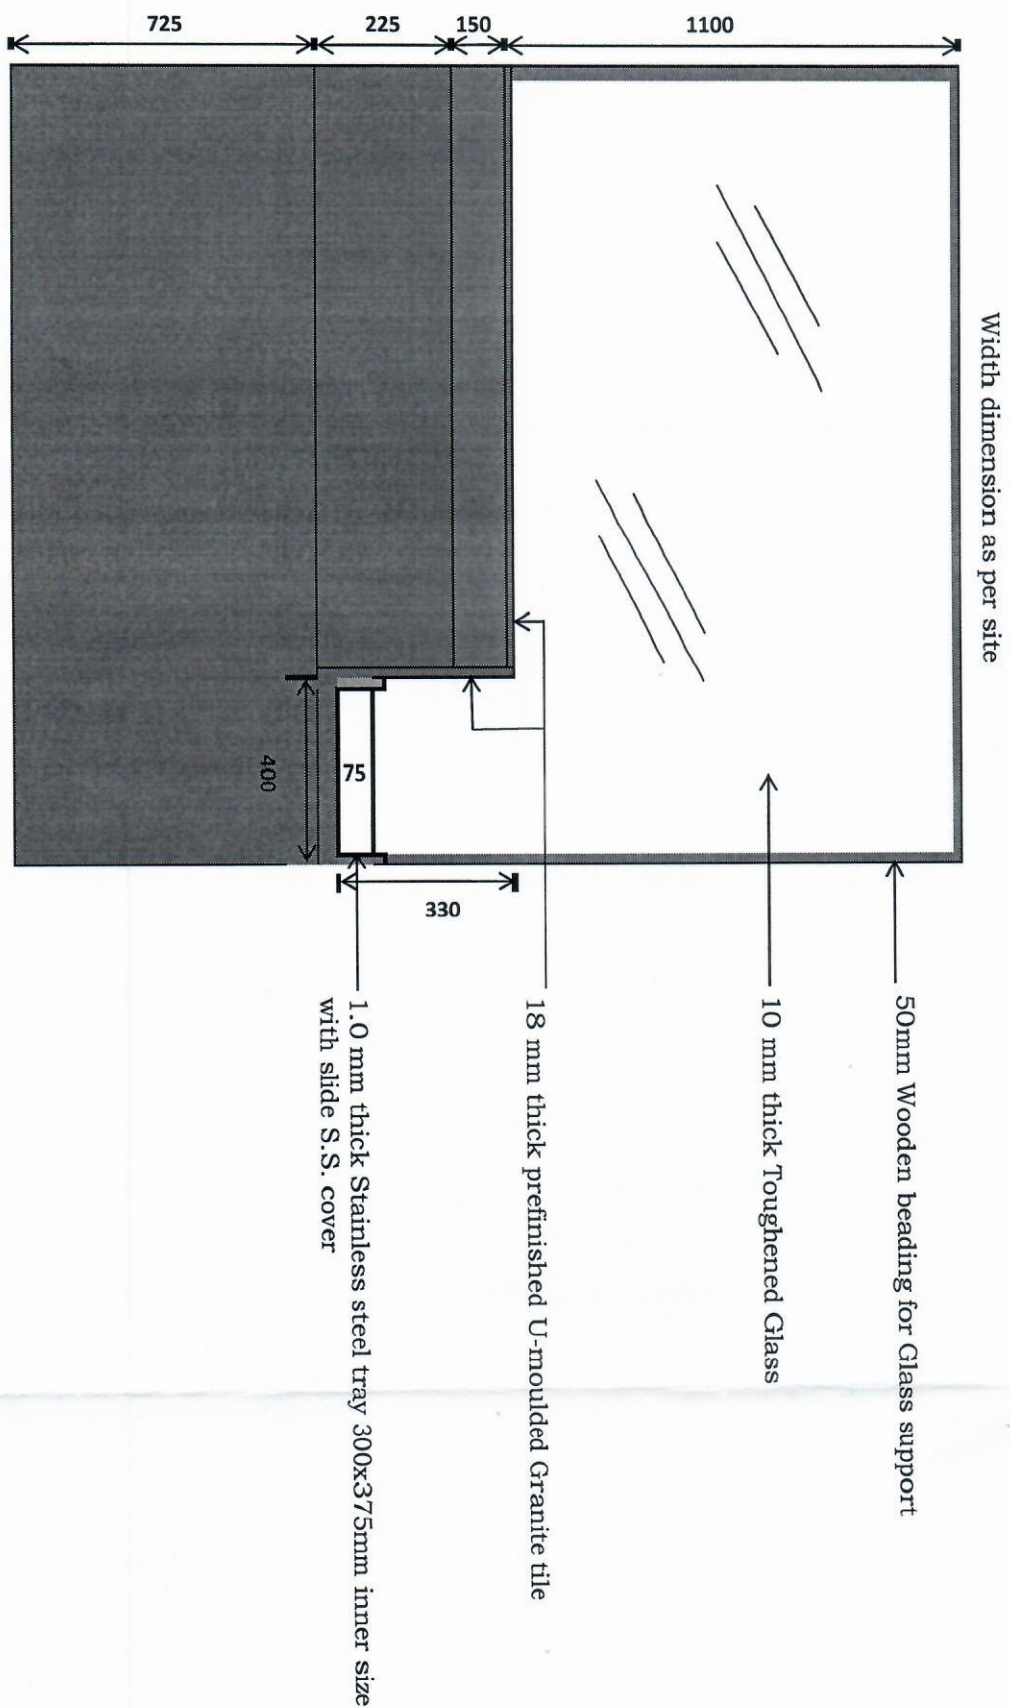 Width dimension as per site
1100
150
225
725
400
75
330
50mm Wooden beading for Glass support
10 mm thick Toughened Glass
18 mm thick prefinished U-moulded Granite tile
1.0 mm thick Stainless steel tray 300x375mm inner size
with slide S.S. cover